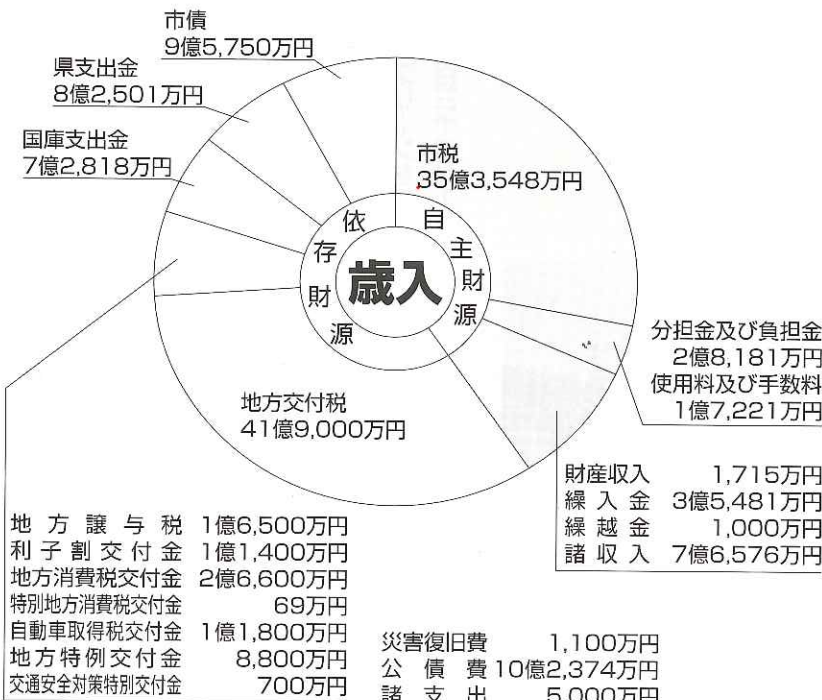 市債
9億5,750万円
県支出金
8億2,501万円
国庫支出金
7億2,818万円
市税
35億3,548万円
自主財源
依存財源
歳入
分担金及び負担金
2億8,181万円
使用料及び手数料
1億7,221万円
地方交付税
41億9,000万円
財産収入 1,715万円
繰入金 3億5,481万円
繰越金 1,000万円
諸収入 7億6,576万円
地方譲与税 1億6,500万円
利子割交付金 1億1,400万円
地方消費税交付金 2億6,600万円
特別地方消費税交付金 69万円
自動車取得税交付金 1億1,800万円
地方特例交付金 8,800万円
交通安全対策特別交付金 700万円
災害復旧費 1,100万円
公債費 10億2,374万円
諸支出 5,000万円